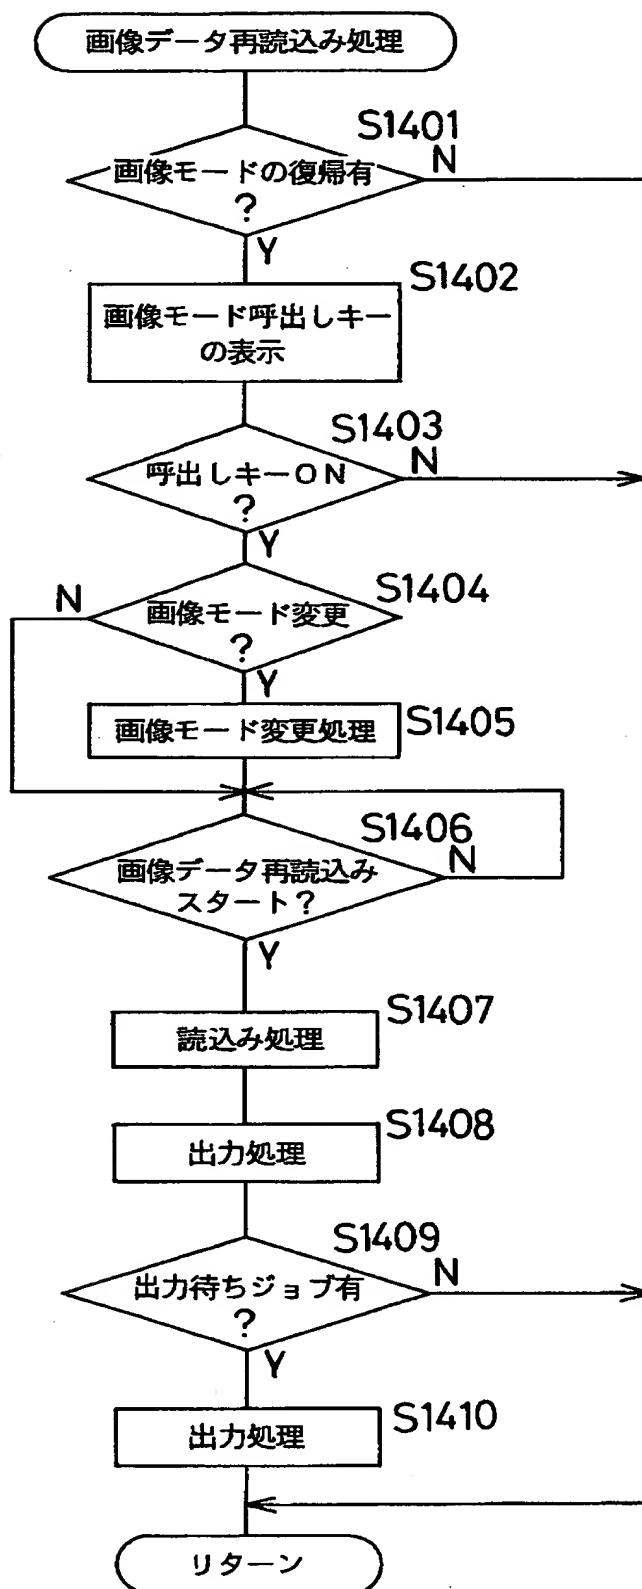 画像データ再読込み処理
S1401
画像モードの復帰有
?
N
Y
S1402
画像モード呼出しキー
の表示
S1403
呼出しキーON
?
N
Y
S1404
画像モード変更
?
N
Y
画像モード変更処理
S1405
S1406
画像データ再読込み
スタート?
N
Y
S1407
読込み処理
S1408
出力処理
S1409
出力待ちジョブ有
?
N
Y
S1410
出力処理
リターン